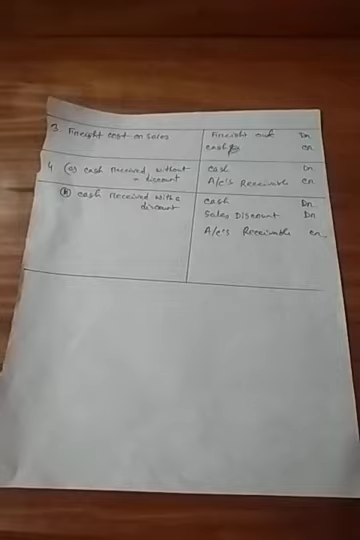 3 Freight cost on sales
Freight out Dr.
cash cr.
4 (a) cash received without
a discount
cash Dr.
A/c's Receivable cr.
(b) cash received with a
discount
cash Dr.
Sales Discount Dr.
A/c's Receivable cr.